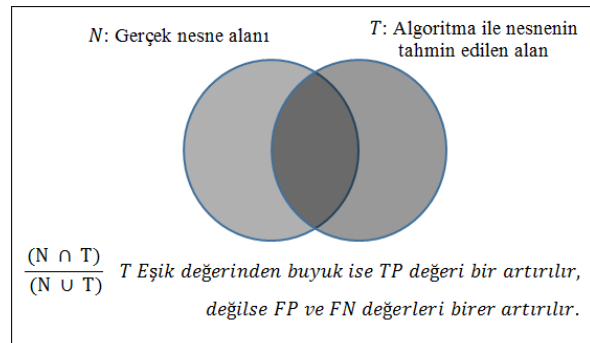 N: Gerçek nesne alanı
T: Algoritma ile nesnenin
tahmin edilen alan
(N ∩ T)
(N ∪ T)
T Eşik değerinden buyuk ise TP değeri bir artırılır,
değilse FP ve FN değerleri birer artırılır.